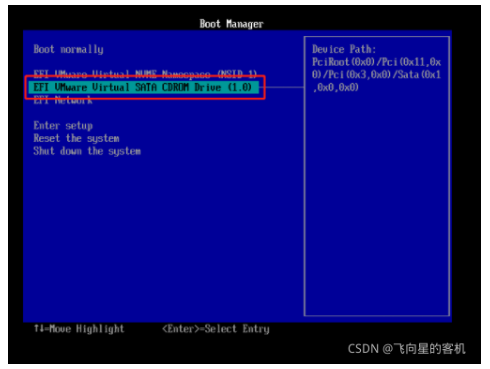 Boot Manager
Boot normally
EFI VMware Virtual NVME Namespace (NSID 1)
EFI VMware Virtual SATA CDROM Drive (1.0)
EFI Network
Enter setup
Reset the system
Shut down the system
Device Path:
PciRoot(0x0)/Pci(0x11,0x
0)/Pci(0x3,0x0)/Sata(0x1
,0x0,0x0)
↑↓=Move Highlight <Enter>=Select Entry
CSDN @飞向星的客机